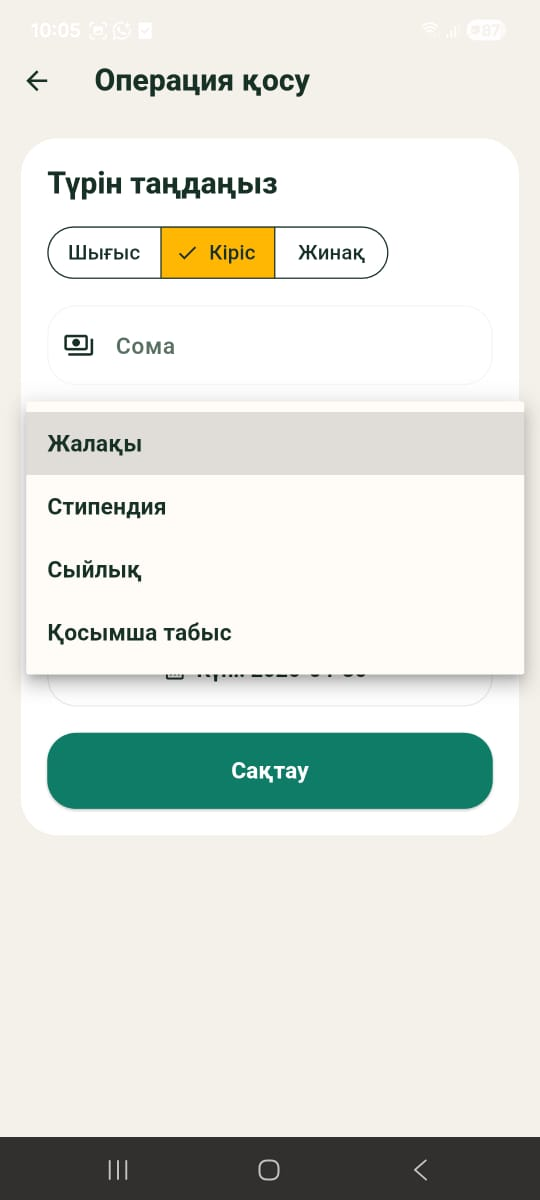 10:05
87
Операция қосу
Түрін таңдаңыз
Шығыс
Кіріс
Жинақ
Сома
Жалақы
Стипендия
Сыйлық
Қосымша табыс
Сақтау